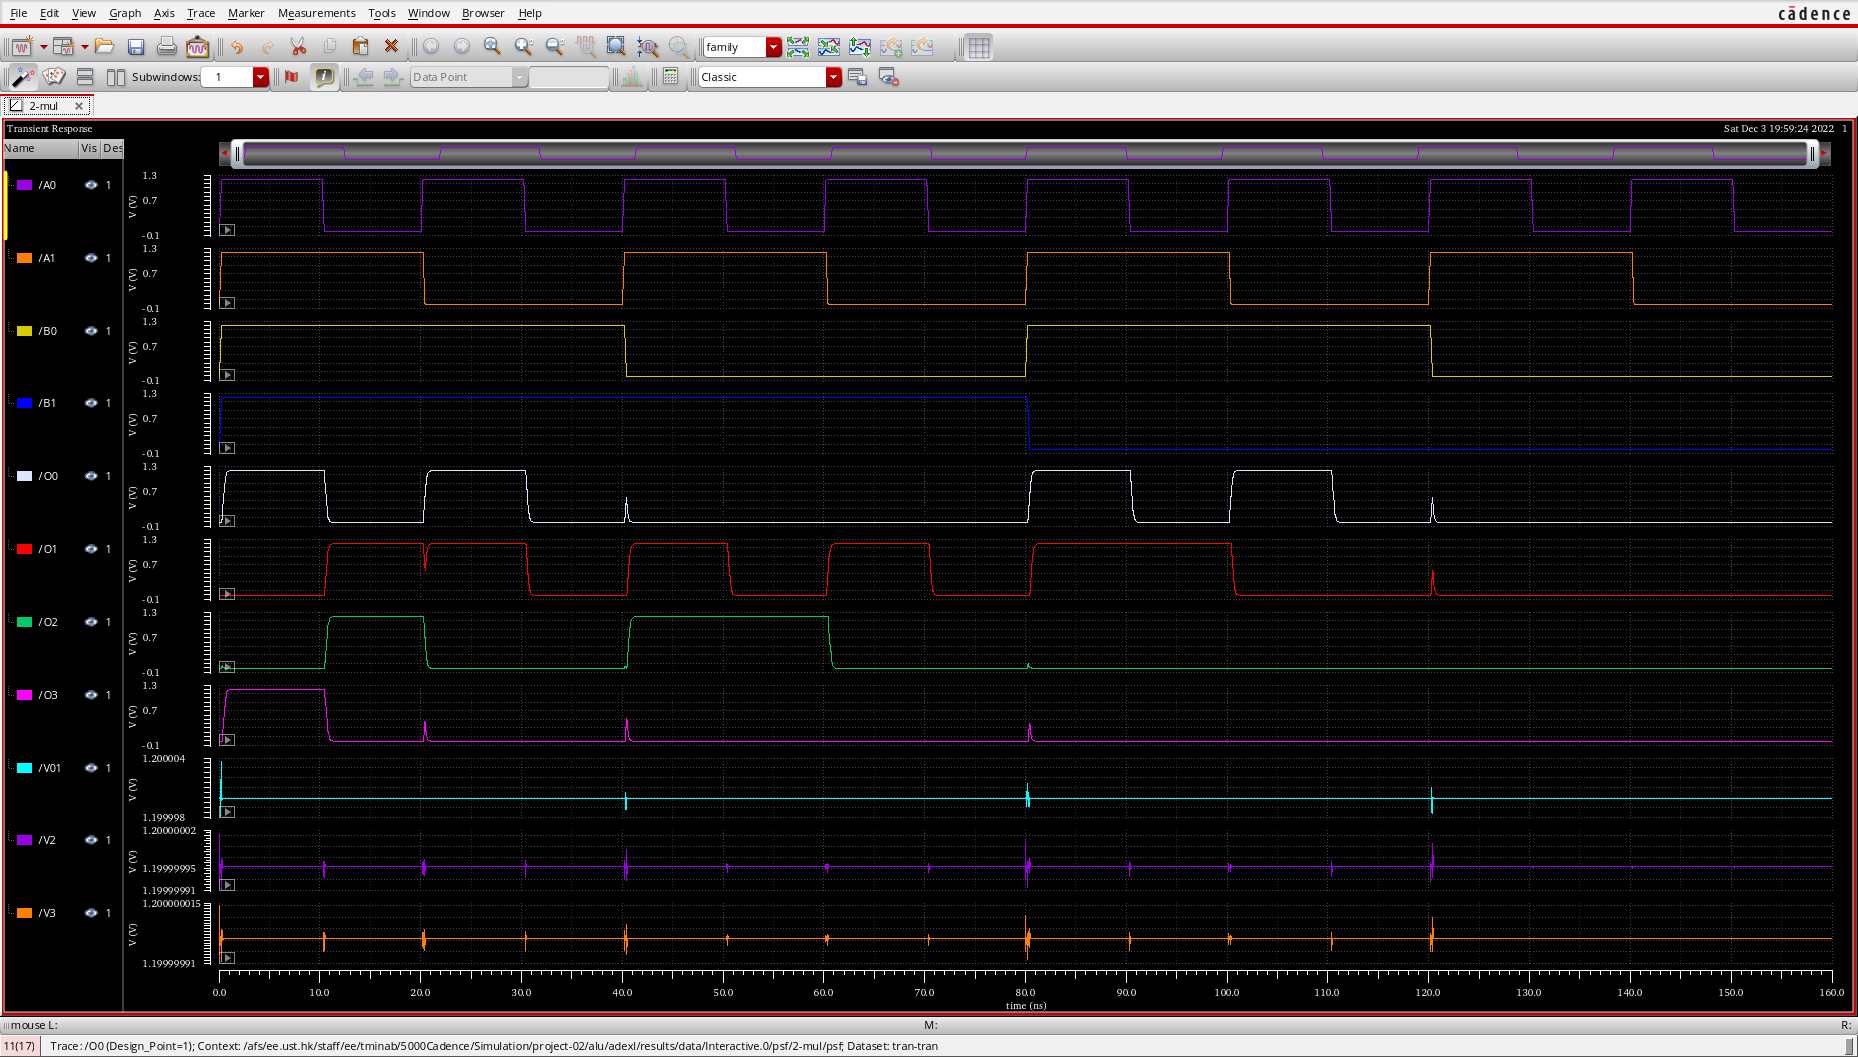 File Edit View Graph Axis Trace Marker Measurements Tools Window Browser Help
cādence
family
Subwindows: 1
Data Point
Classic
2-mul
Transient Response
Sat Dec 3 19:59:24 2022 1
Name Vis Des
/A0 1
V (V)
1.3
0.7
-0.1
/A1 1
V (V)
1.3
0.7
-0.1
/B0 1
V (V)
1.3
0.7
-0.1
/B1 1
V (V)
1.3
0.7
-0.1
/O0 1
V (V)
1.3
0.7
-0.1
/O1 1
V (V)
1.3
0.7
-0.1
/O2 1
V (V)
1.3
0.7
-0.1
/O3 1
V (V)
1.3
0.7
-0.1
/V01 1
V (V)
1.200004
1.199998
/V2 1
V (V)
1.20000002
1.19999995
1.19999991
/V3 1
V (V)
1.200000015
1.19999991
0.0 10.0 20.0 30.0 40.0 50.0 60.0 70.0 80.0 90.0 100.0 110.0 120.0 130.0 140.0 150.0 160.0
time (ns)
mouse L: M: R:
11(17) Trace: /O0 (Design_Point=1); Context: /afs/ee.ust.hk/staff/ee/tminab/5000Cadence/Simulation/project-02/alu/adexl/results/data/Interactive.0/psf/2-mul/psf; Dataset: tran-tran